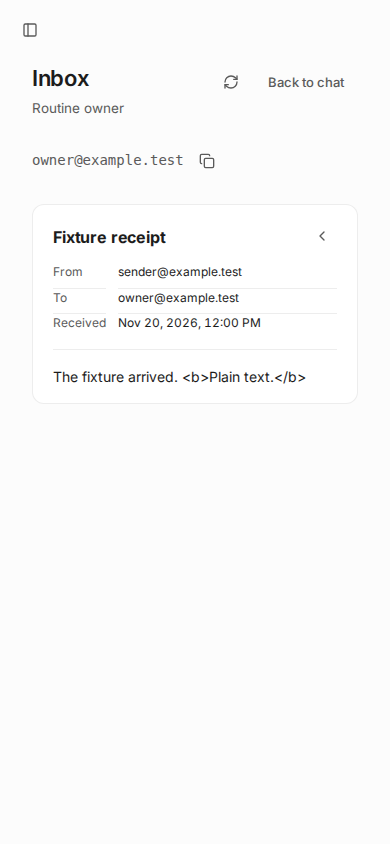 Inbox
Back to chat
Routine owner
owner@example.test
Fixture receipt
From sender@example.test
To owner@example.test
Received Nov 20, 2026, 12:00 PM
The fixture arrived. <b>Plain text.</b>